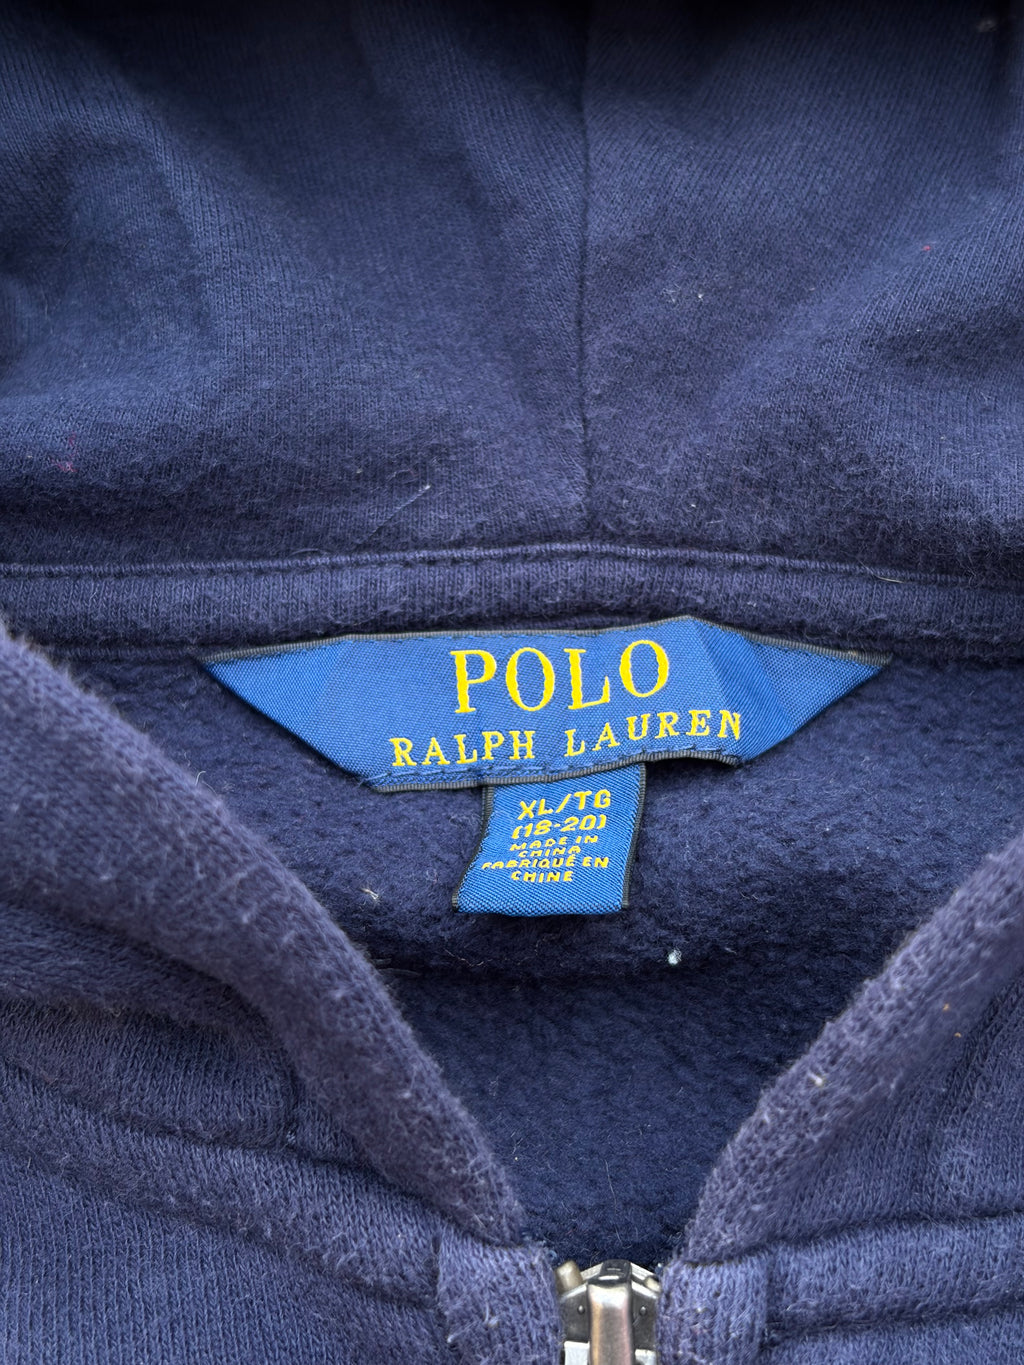 POLO
RALPH LAUREN
XL/TG
(18-20)
MADE IN
CHINA
FABRIQUÉ EN
CHINE